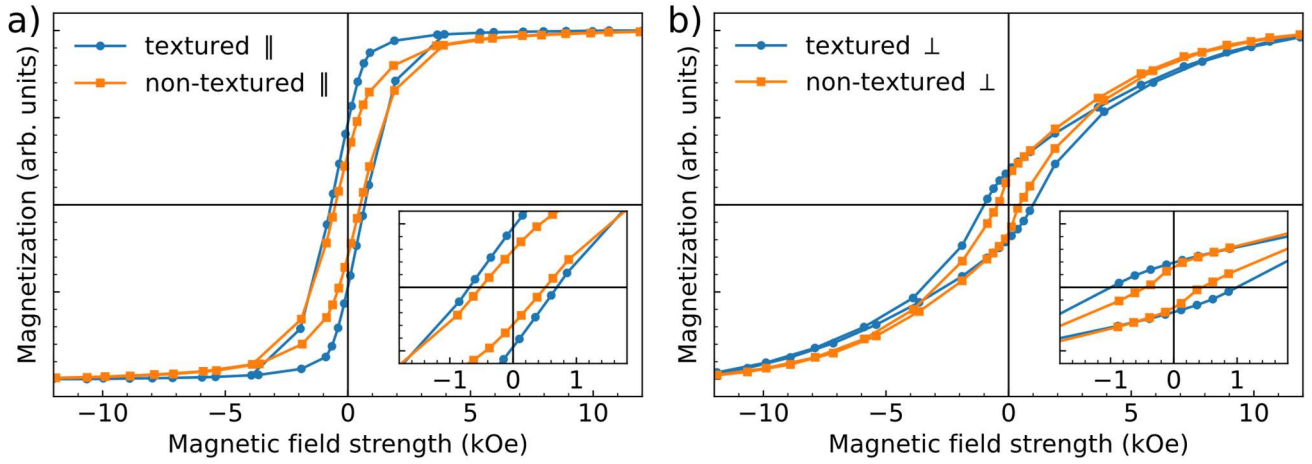 a)
textured ∥
non-textured ∥
Magnetization (arb. units)
−1 0 1
−10 −5 0 5 10
Magnetic field strength (kOe)
b)
textured ⊥
non-textured ⊥
Magnetization (arb. units)
−1 0 1
−10 −5 0 5 10
Magnetic field strength (kOe)